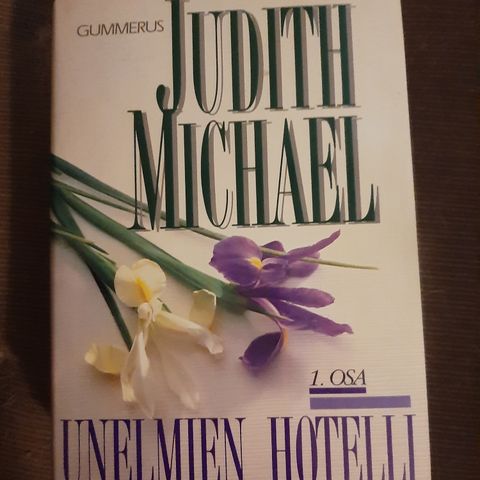 GUMMERUS
JUDITH
MICHAEL
1. OSA
UNELMIEN HOTELLI